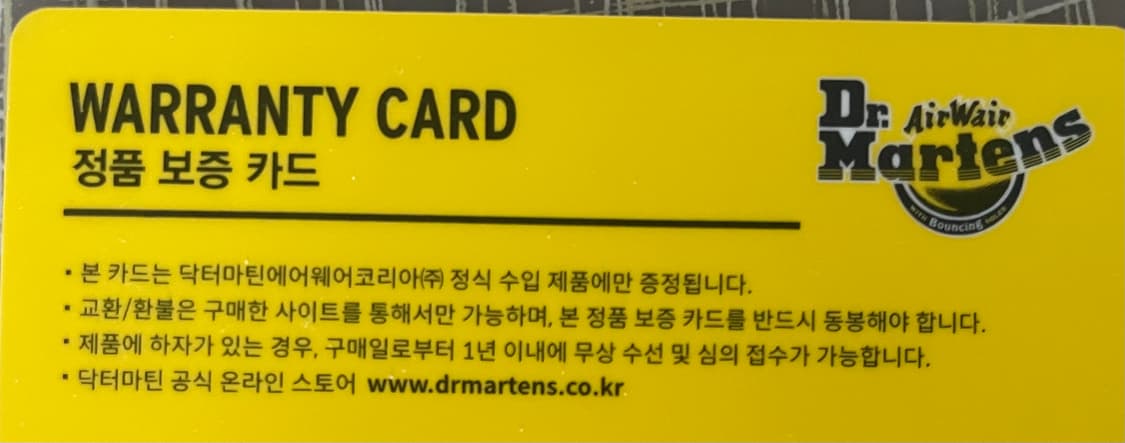 WARRANTY CARD
정품 보증 카드
Dr. AirWair
Martens
WITH Bouncing SOLES
· 본 카드는 닥터마틴에어웨어코리아㈜ 정식 수입 제품에만 증정됩니다.
· 교환/환불은 구매한 사이트를 통해서만 가능하며, 본 정품 보증 카드를 반드시 동봉해야 합니다.
· 제품에 하자가 있는 경우, 구매일로부터 1년 이내에 무상 수선 및 심의 접수가 가능합니다.
· 닥터마틴 공식 온라인 스토어 www.drmartens.co.kr